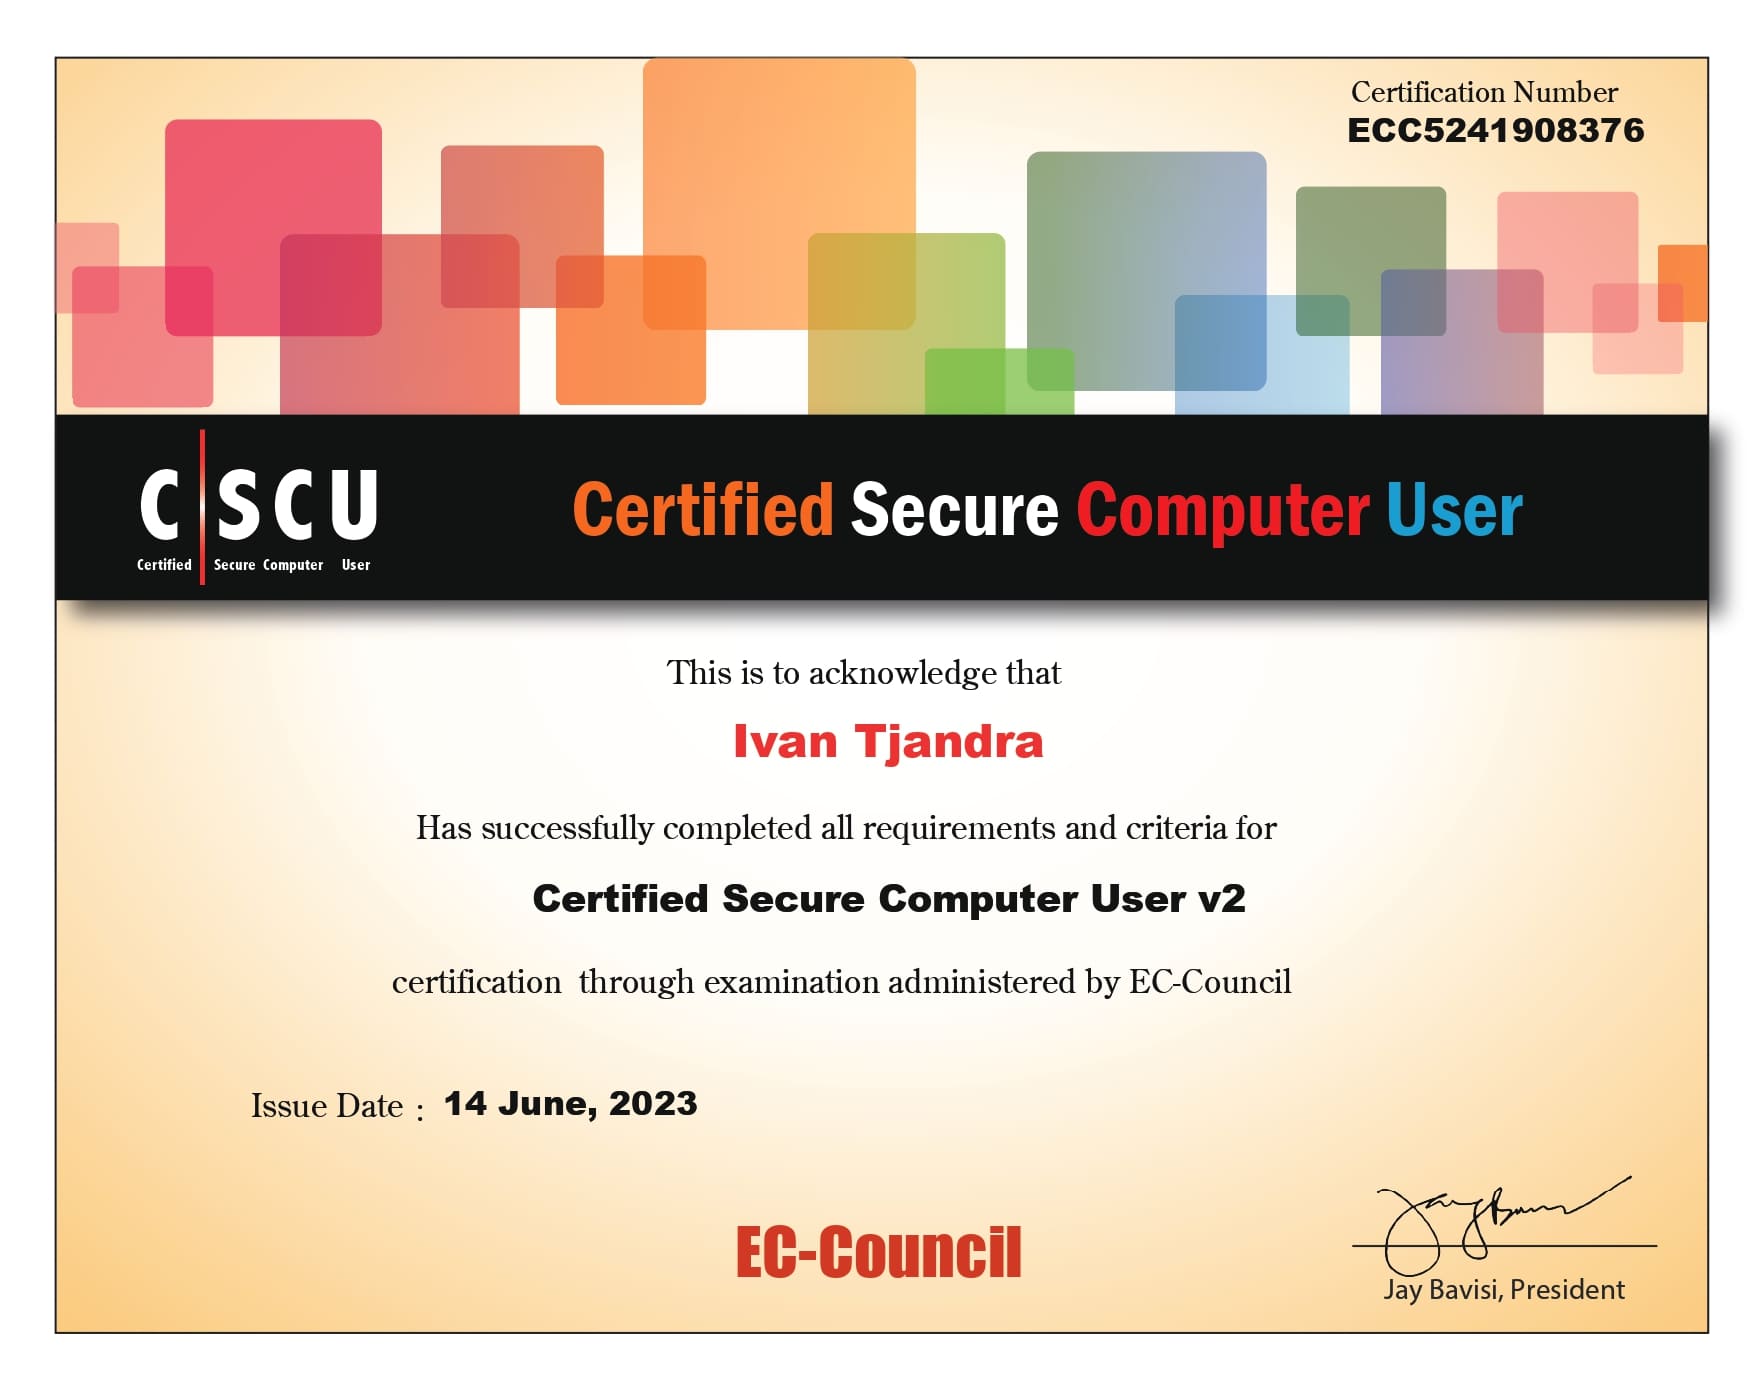 Certification Number
ECC5241908376
C SCU
Certified Secure Computer User
Certified Secure Computer User
This is to acknowledge that
Ivan Tjandra
Has successfully completed all requirements and criteria for
Certified Secure Computer User v2
certification through examination administered by EC-Council
Issue Date : 14 June, 2023
EC-Council
Jay Bavisi, President